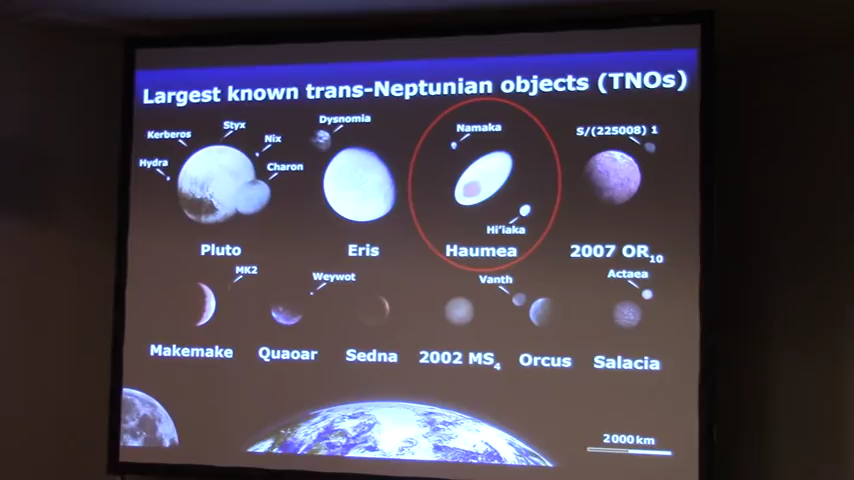 Largest known trans-Neptunian objects (TNOs)
Kerberos
Styx
Nix
Hydra
Charon
Dysnomia
Namaka
Hi'iaka
S/(225008) 1
Pluto
Eris
Haumea
2007 OR10
MK2
Weywot
Vanth
Actaea
Makemake
Quaoar
Sedna
2002 MS4
Orcus
Salacia
2000 km